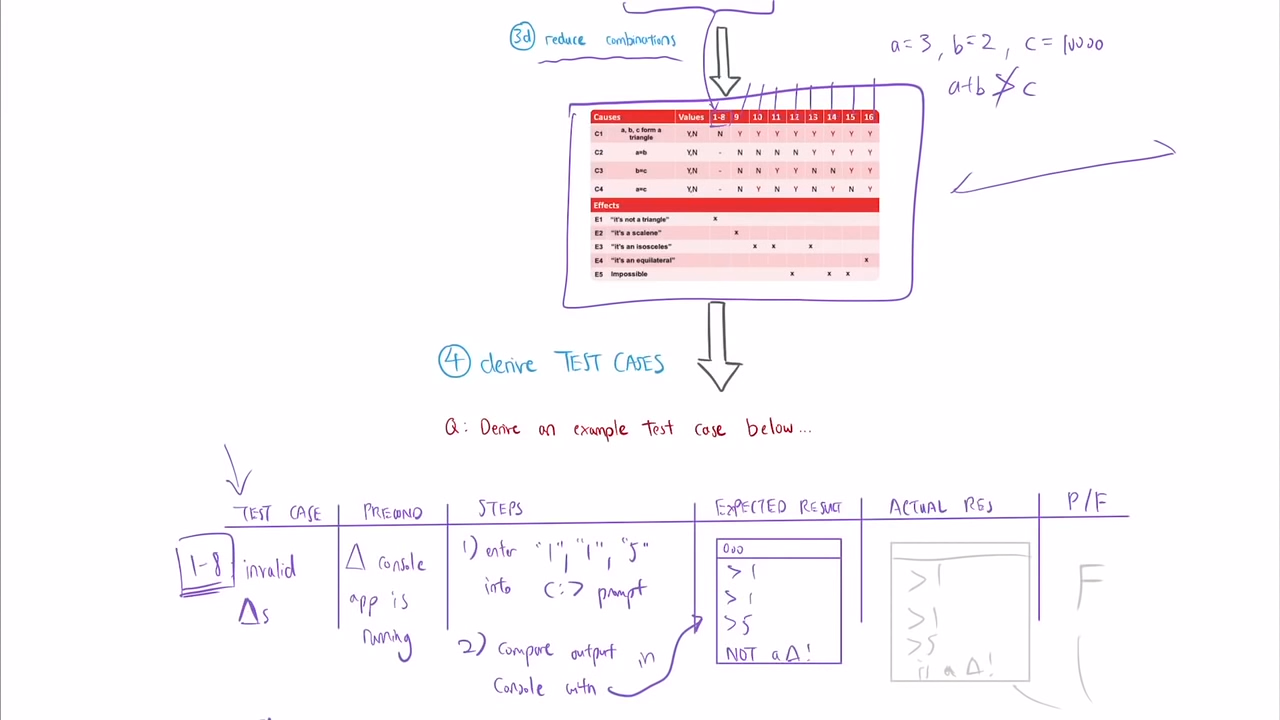 3d reduce combinations
a=3, b=2, c=10000
a+b ≯ c
Causes Values 1-8 9 10 11 12 13 14 15 16
C1 a, b, c form a triangle Y,N N Y Y Y Y Y Y Y Y
C2 a=b Y,N - N N N N Y Y Y Y
C3 b=c Y,N - N N Y Y N N Y Y
C4 a=c Y,N - N Y N Y N Y N Y
Effects
E1 "it's not a triangle" x
E2 "it's a scalene" x
E3 "it's an isosceles" x x x
E4 "it's an equilateral" x
E5 Impossible x x x
4 derive TEST CASES
Q: Derive an example test case below...
TEST CASE PRECOND STEPS EXPECTED RESULT ACTUAL RES P/F
1-8 invalid Δs
Δ console
app is
running
1) enter "1", "1", "5"
into C:> prompt
2) compare output in
console with
000
>1
>1
>5
NOT a Δ!
>1
>1
>5
is a Δ!
F